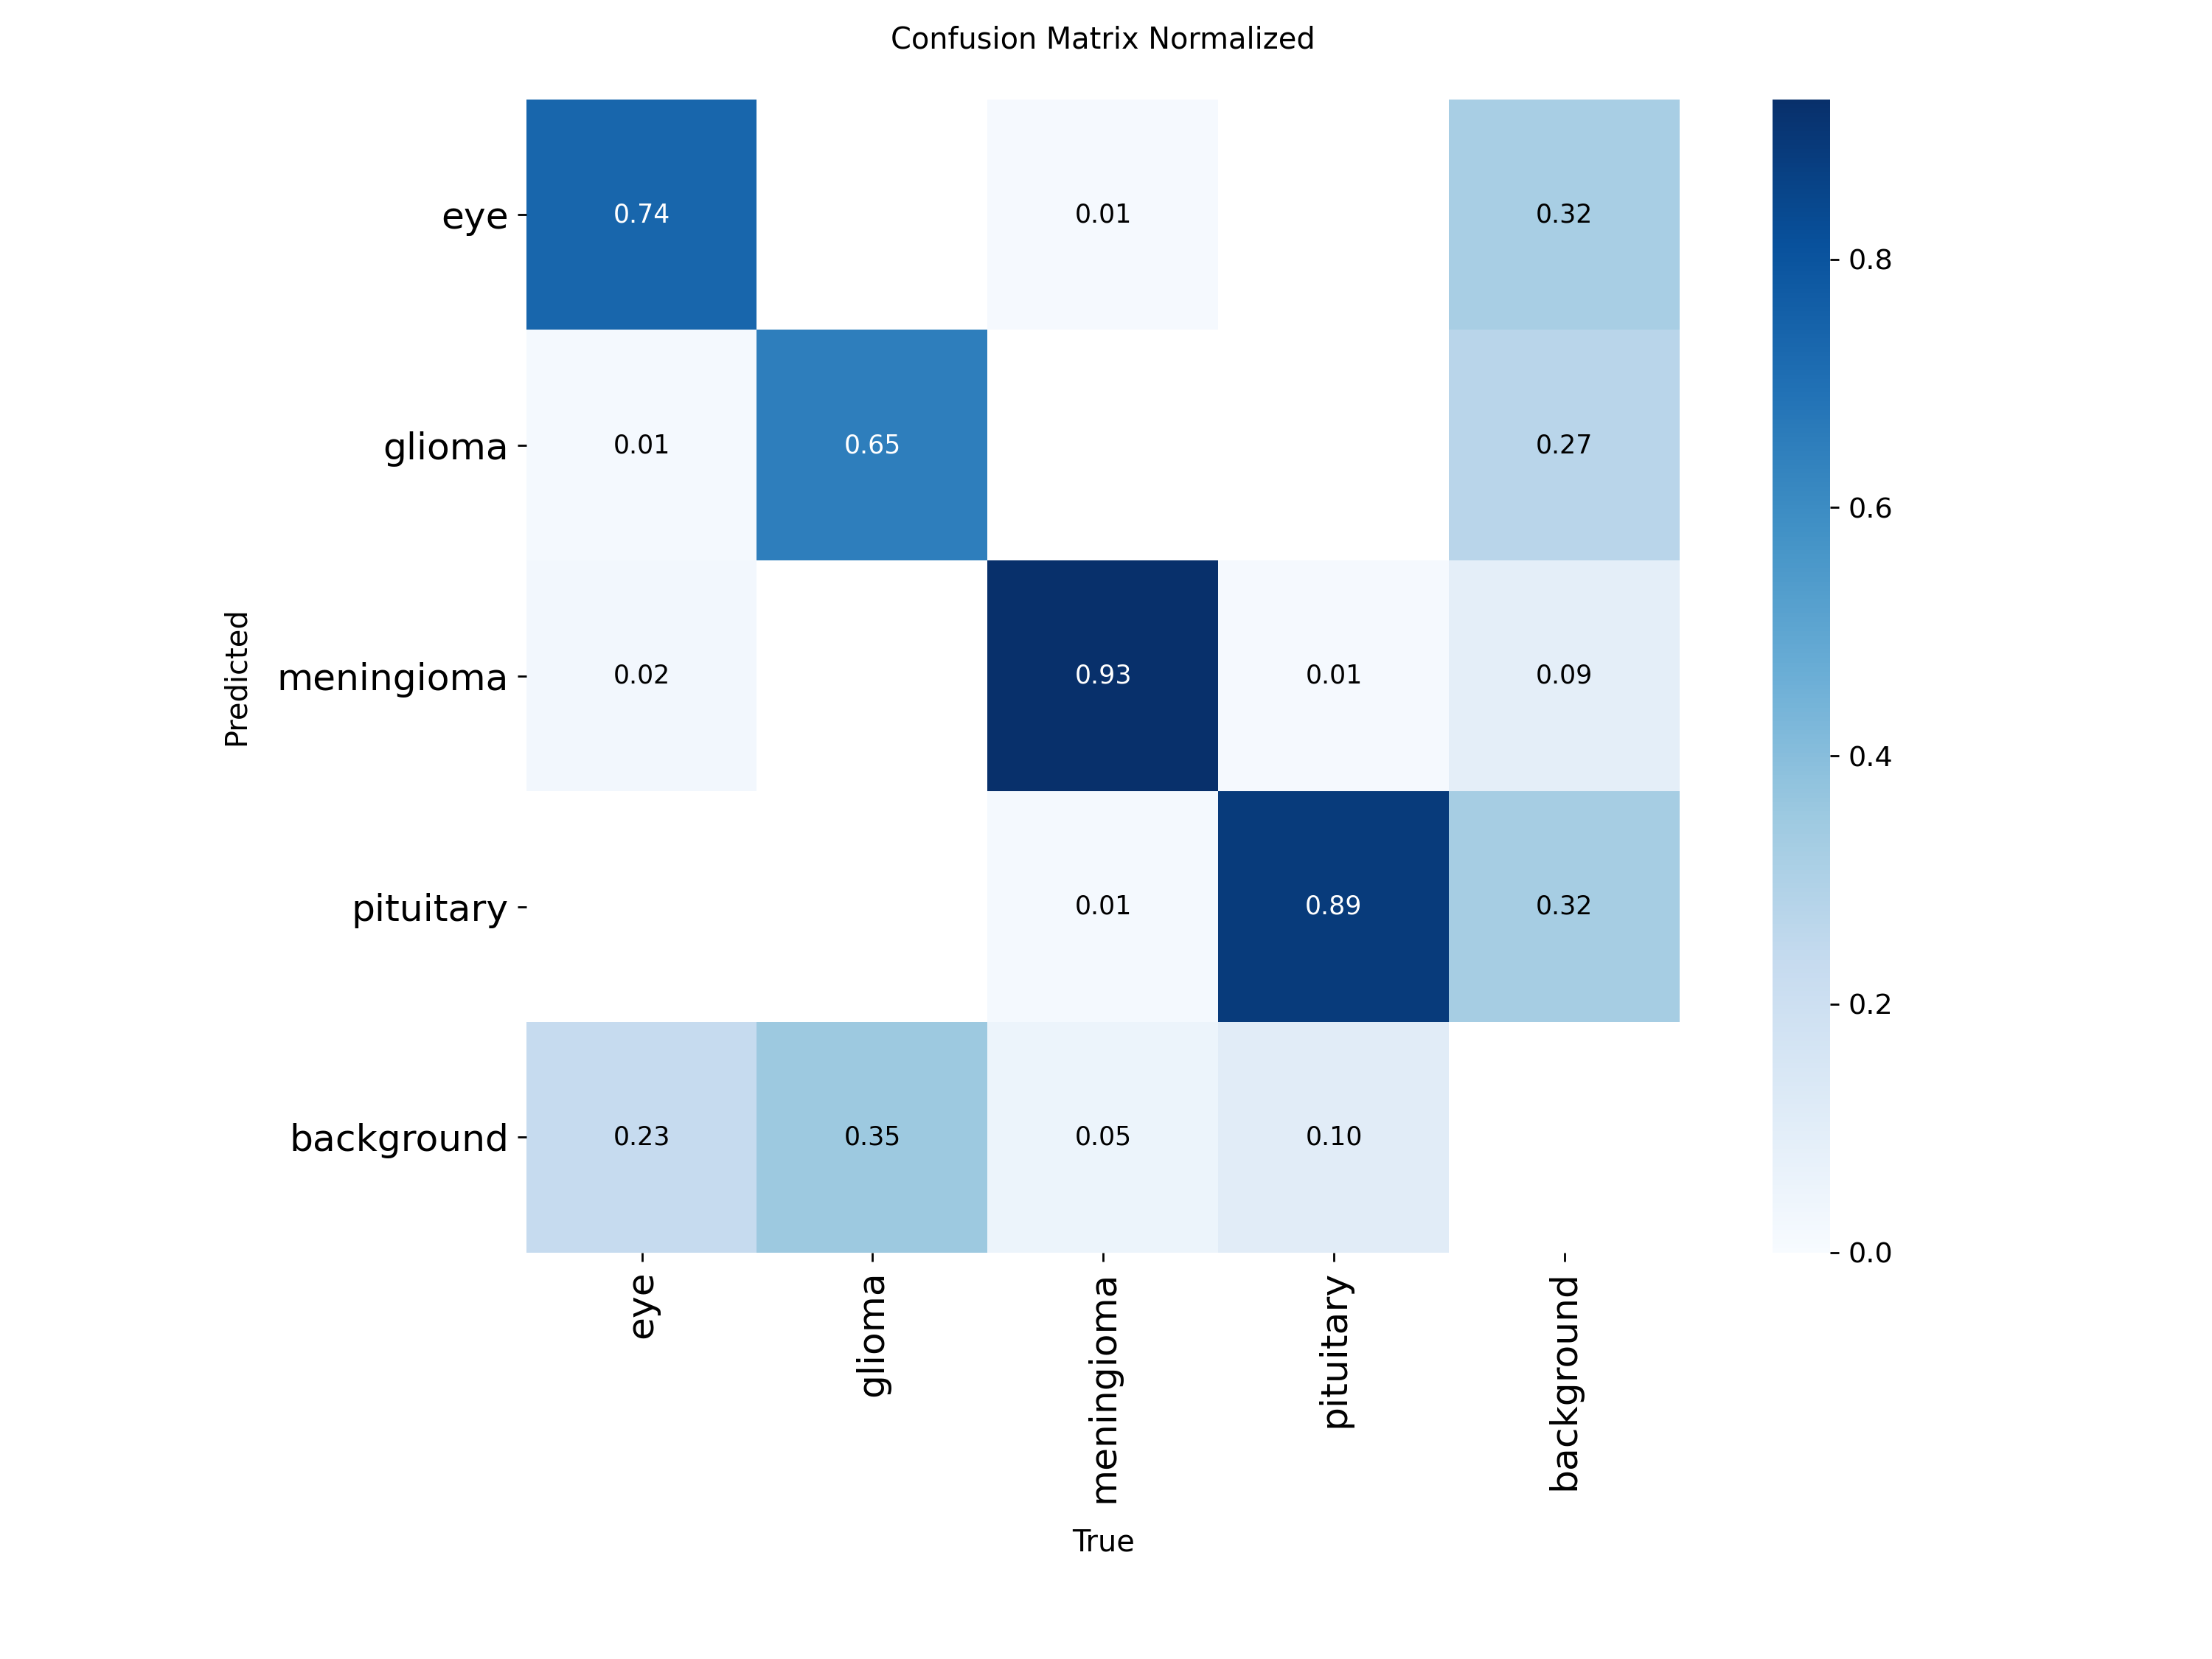 Confusion Matrix Normalized
Predicted
eye 0.74 0.01 0.32
glioma 0.01 0.65 0.27
meningioma 0.02 0.93 0.01 0.09
pituitary 0.01 0.89 0.32
background 0.23 0.35 0.05 0.10
eye glioma meningioma pituitary background
True
0.8
0.6
0.4
0.2
0.0